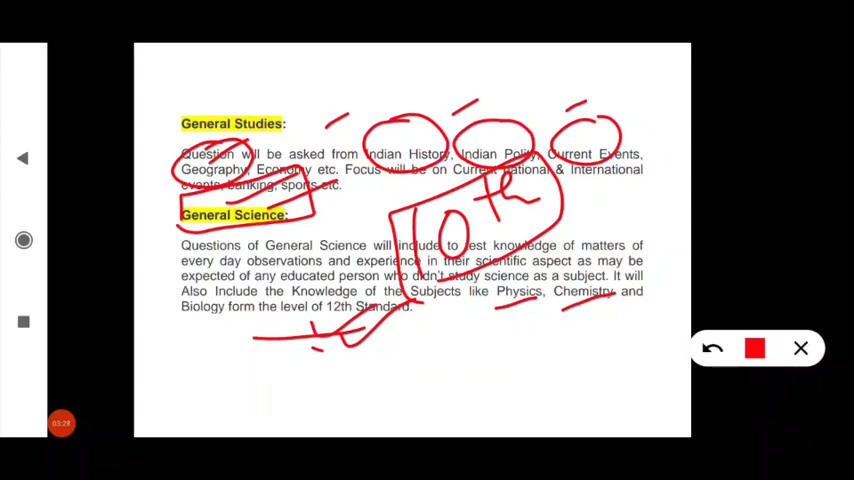 General Studies:
Question will be asked from Indian History, Indian Polity, Current Events,
Geography, Economy etc. Focus will be on Current national & International
events, banking, sports etc.
10th
General Science:
Questions of General Science will include to test knowledge of matters of
every day observations and experience in their scientific aspect as may be
expected of any educated person who didn't study science as a subject. It will
Also Include the Knowledge of the Subjects like Physics, Chemistry and
Biology form the level of 12th Standard.
03:28